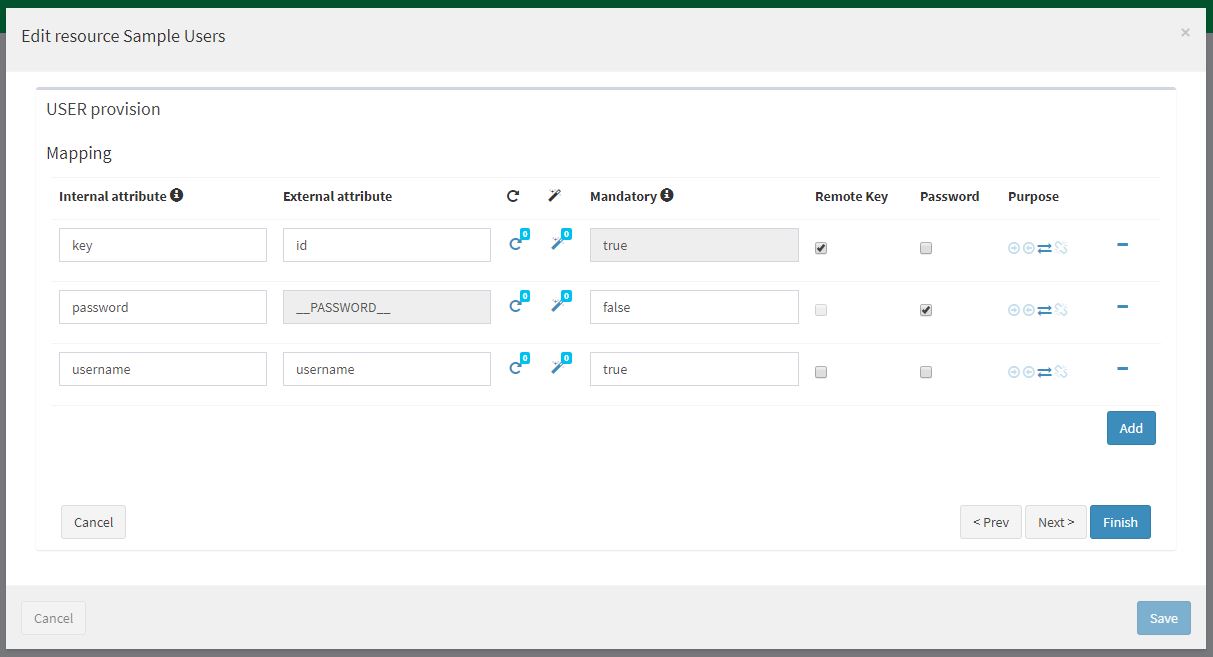 Edit resource Sample Users ×
USER provision
Mapping
Internal attribute External attribute Mandatory Remote Key Password Purpose
key id 0 0 true
password __PASSWORD__ 0 0 false
username username 0 0 true
Add
Cancel < Prev Next > Finish
Cancel Save